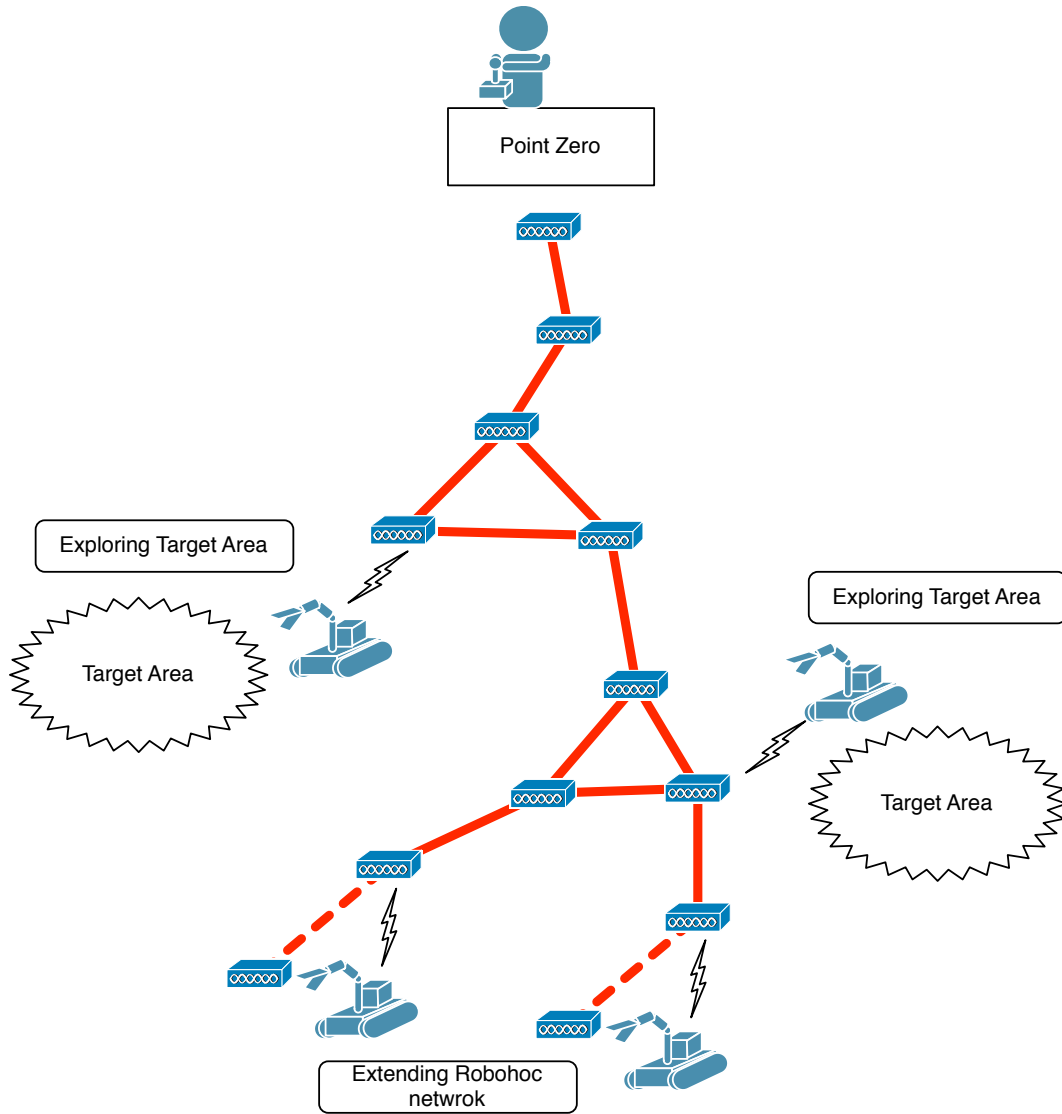 Point Zero
Exploring Target Area
Exploring Target Area
Target Area
Target Area
Extending Robohoc
netwrok